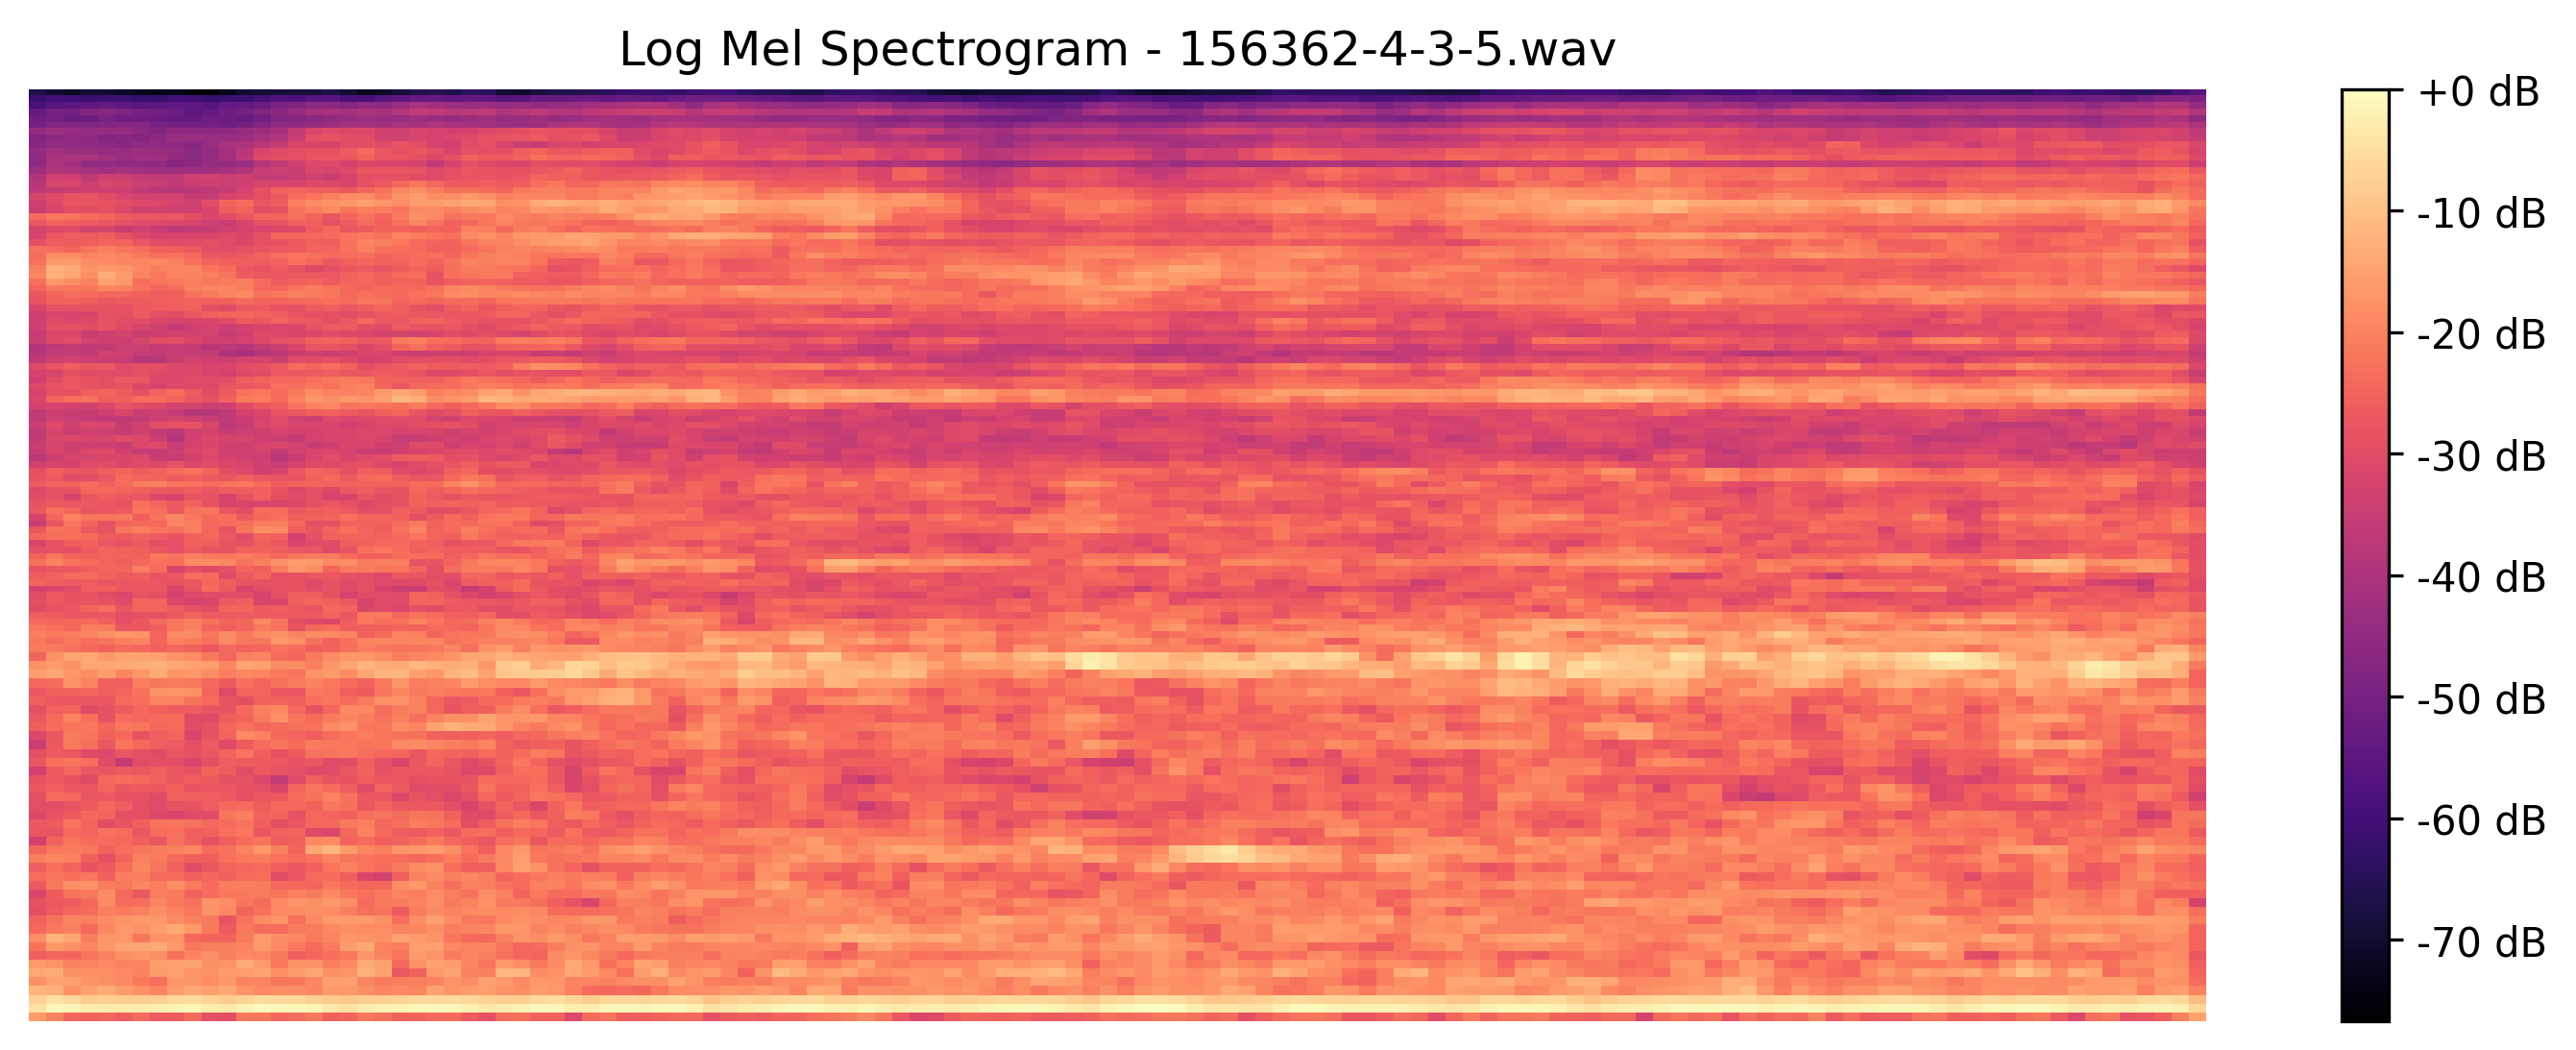 Log Mel Spectrogram - 156362-4-3-5.wav
+0 dB
-10 dB
-20 dB
-30 dB
-40 dB
-50 dB
-60 dB
-70 dB